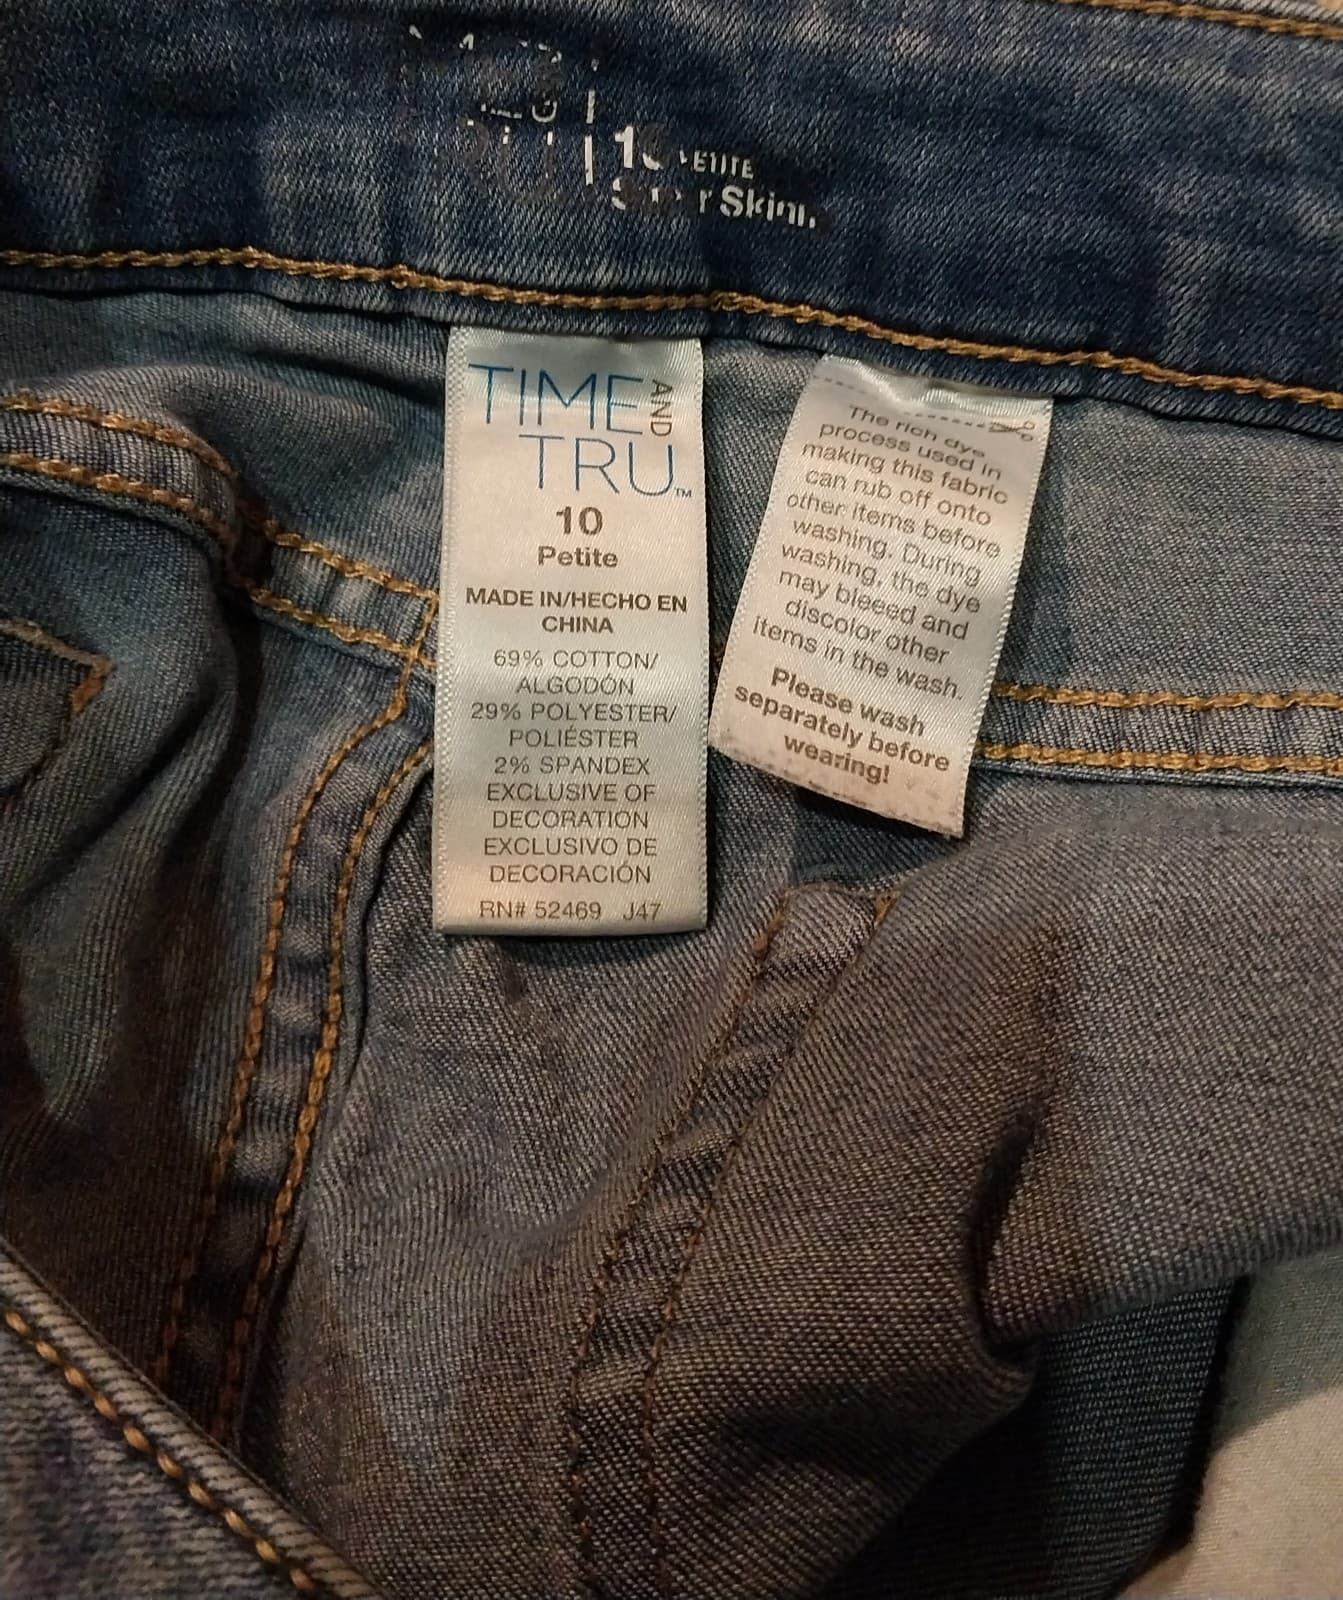 TIME AND
TRU™
10
Petite
MADE IN/HECHO EN
CHINA
69% COTTON/
ALGODÓN
29% POLYESTER/
POLIÉSTER
2% SPANDEX
EXCLUSIVE OF
DECORATION
EXCLUSIVO DE
DECORACIÓN
RN# 52469 J47
The rich dye
process used in
making this fabric
can rub off onto
other items before
washing. During
washing, the dye
may bleeed and
discolor other
items in the wash.
Please wash
separately before
wearing!